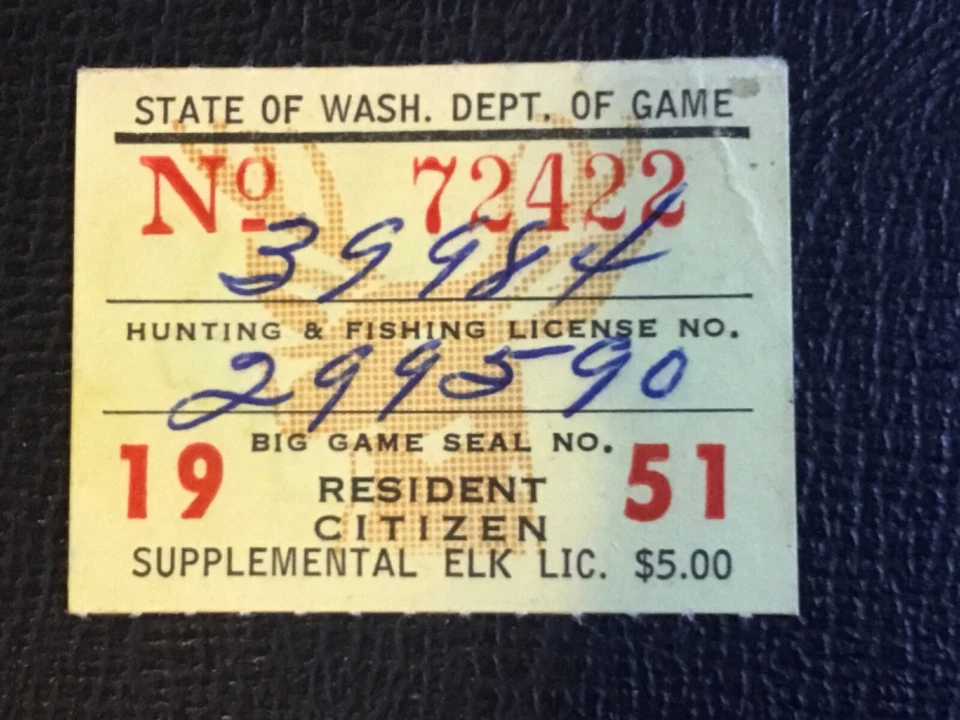 STATE OF WASH. DEPT. OF GAME
Nº 72422
39984
HUNTING & FISHING LICENSE NO.
299590
BIG GAME SEAL NO.
19 51
RESIDENT
CITIZEN
SUPPLEMENTAL ELK LIC. $5.00